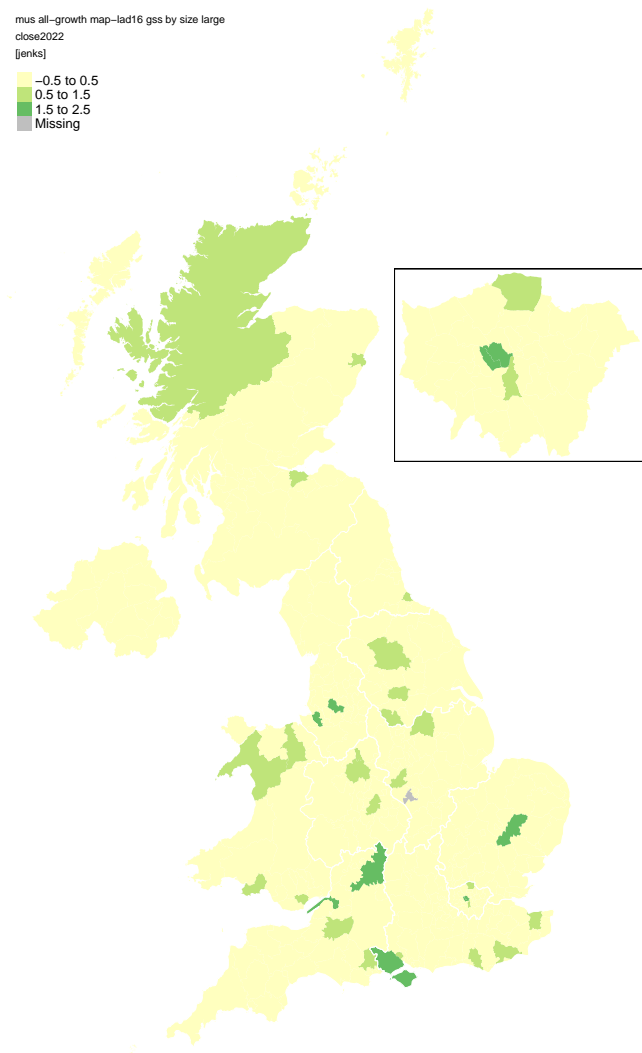 mus all−growth map−lad16 gss by size large
close2022
[jenks]
−0.5 to 0.5
0.5 to 1.5
1.5 to 2.5
Missing